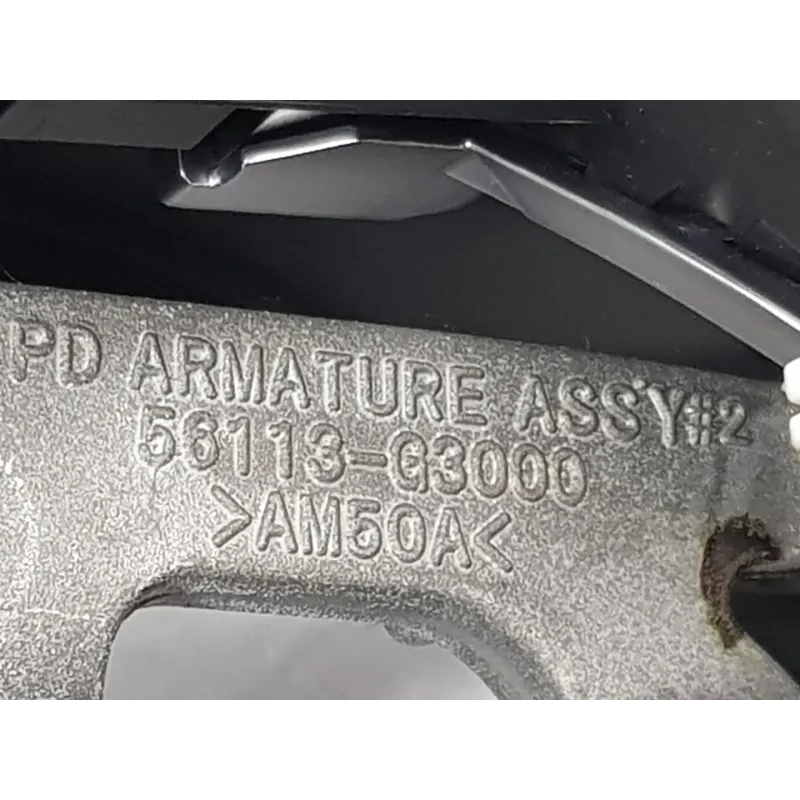 PD ARMATURE ASSY#2
56113-G3000
>AM50A<